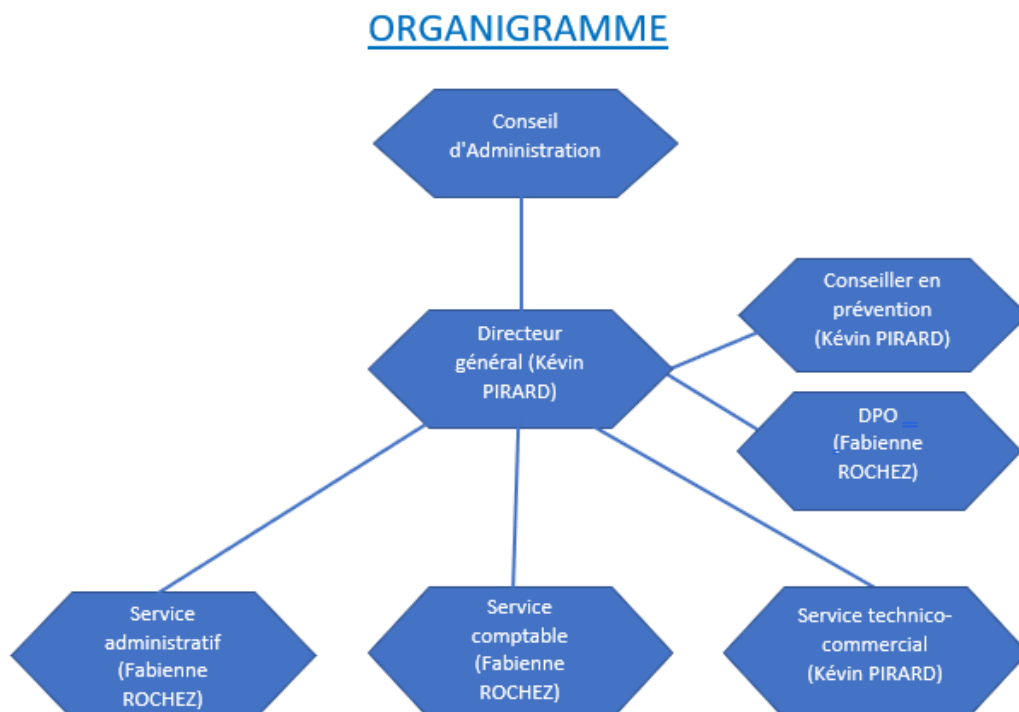 ORGANIGRAMME
Conseil
d'Administration
Directeur
général (Kévin
PIRARD)
Conseiller en
prévention
(Kévin PIRARD)
DPO
(Fabienne
ROCHEZ)
Service
administratif
(Fabienne
ROCHEZ)
Service
comptable
(Fabienne
ROCHEZ)
Service technico-
commercial
(Kévin PIRARD)